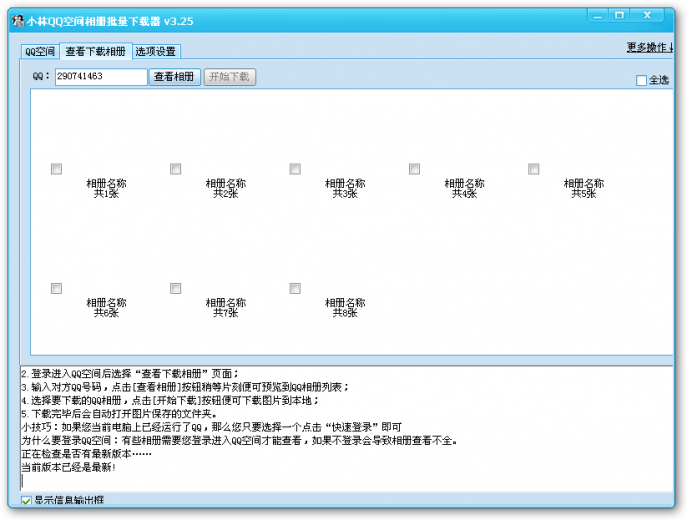 小林QQ空间相册批量下载器 v3.25
QQ空间 查看下载相册 选项设置 更多操作↓
QQ： 290741463 查看相册 开始下载 全选
相册名称 相册名称 相册名称 相册名称 相册名称
共1张 共2张 共3张 共4张 共5张
相册名称 相册名称 相册名称
共6张 共7张 共8张
2.登录进入QQ空间后选择“查看下载相册”页面；
3.输入对方QQ号码，点击[查看相册]按钮稍等片刻便可预览到QQ相册列表；
4.选择要下载的QQ相册，点击[开始下载]按钮便可下载图片到本地；
5.下载完毕后会自动打开图片保存的文件夹。
小技巧：如果您当前电脑上已经运行了QQ，那么您只要选择一个点击“快速登录”即可
为什么要登录QQ空间：有些相册需要您登录进入QQ空间才能查看，如果不登录会导致相册查看不全。
正在检查是否有最新版本……
当前版本已经是最新！
显示信息输出框